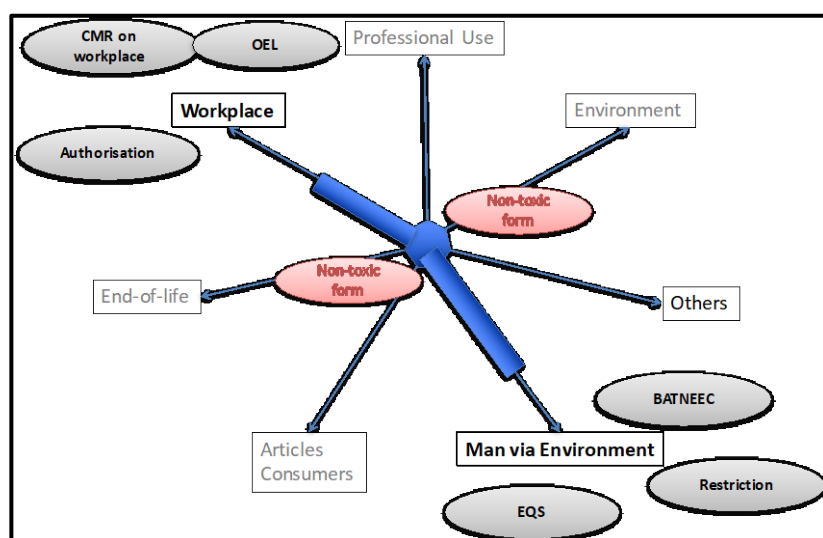 CMR on
workplace
OEL
Professional Use
Workplace
Environment
Authorisation
Non-toxic
form
Non-toxic
form
End-of-life
Others
BATNEEC
Articles
Consumers
Man via Environment
Restriction
EQS